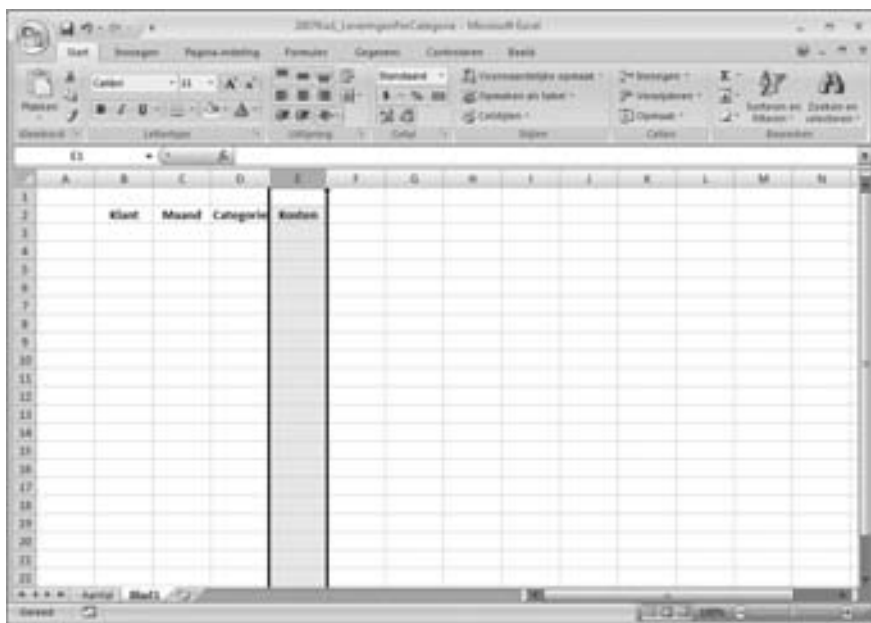 Microsoft Excel
Start Invoegen Pagina-indeling Formules Gegevens Controleren Beeld
Plakken
Calibri 11 A A
Standaard
Voorwaardelijke opmaak
Opmaken als tabel
Celstijlen
Invoegen
Verwijderen
Opmaak
Sorteren en filteren
Zoeken en selecteren
Klembord Lettertype Uitlijning Getal Stijlen Cellen Bewerken
E1
A B C D E F G H I J K L M N
1
2 Klant Maand Categorie Kosten
3
4
5
6
7
8
9
10
11
12
13
14
15
16
17
18
19
20
21
22
Aantal Blad1
Gereed 100%